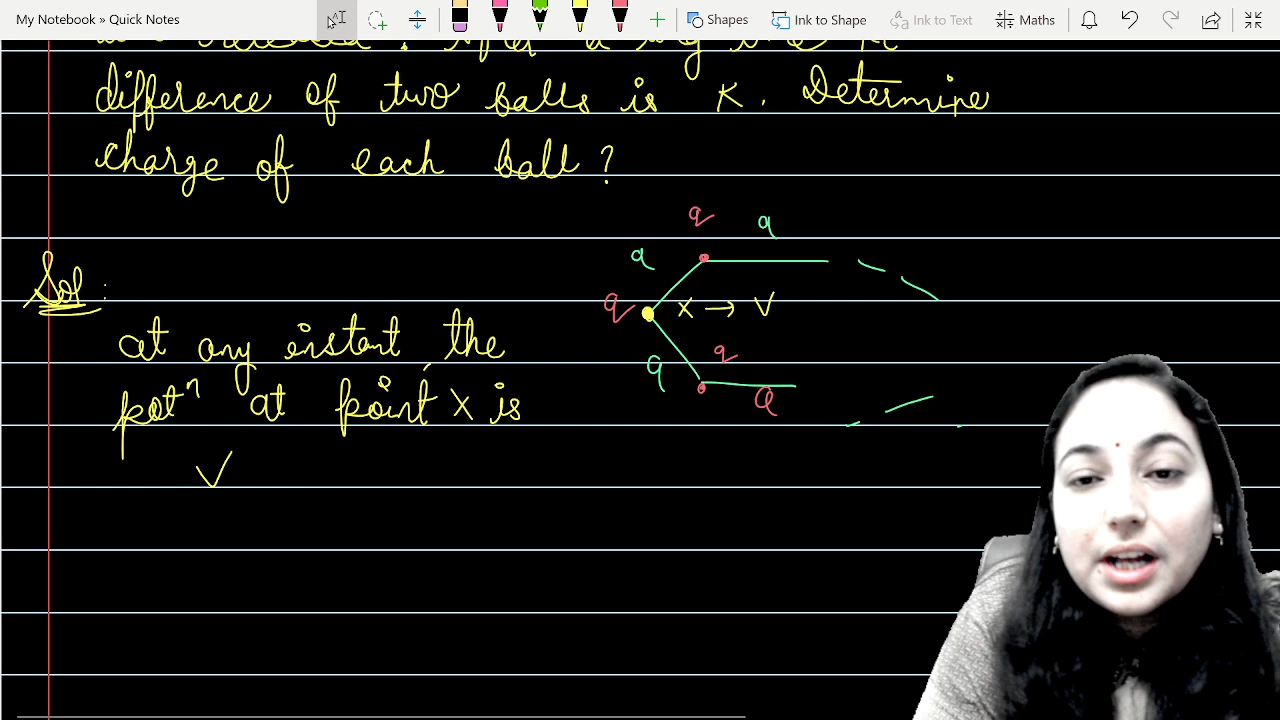 My Notebook » Quick Notes
Shapes
Ink to Shape
Ink to Text
Maths
difference of two balls is K. Determine
charge of each ball ?
q a
a
q X → V
Sol :
at any instant, the
q
a
potⁿ at point X is
a
V